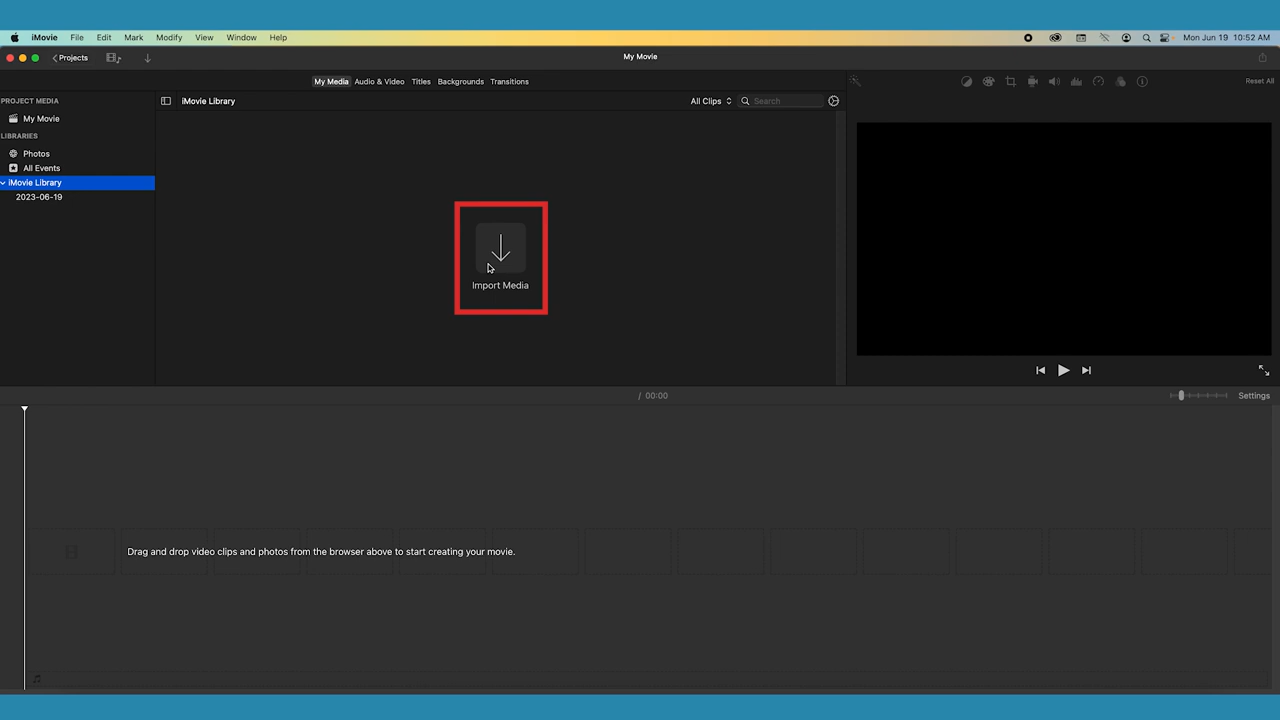 iMovie File Edit Mark Modify View Window Help Mon Jun 19 10:52 AM
Projects My Movie
My Media Audio & Video Titles Backgrounds Transitions Reset All
PROJECT MEDIA
iMovie Library All Clips Search
My Movie
LIBRARIES
Photos
All Events
iMovie Library
2023-06-19
Import Media
/ 00:00 Settings
Drag and drop video clips and photos from the browser above to start creating your movie.